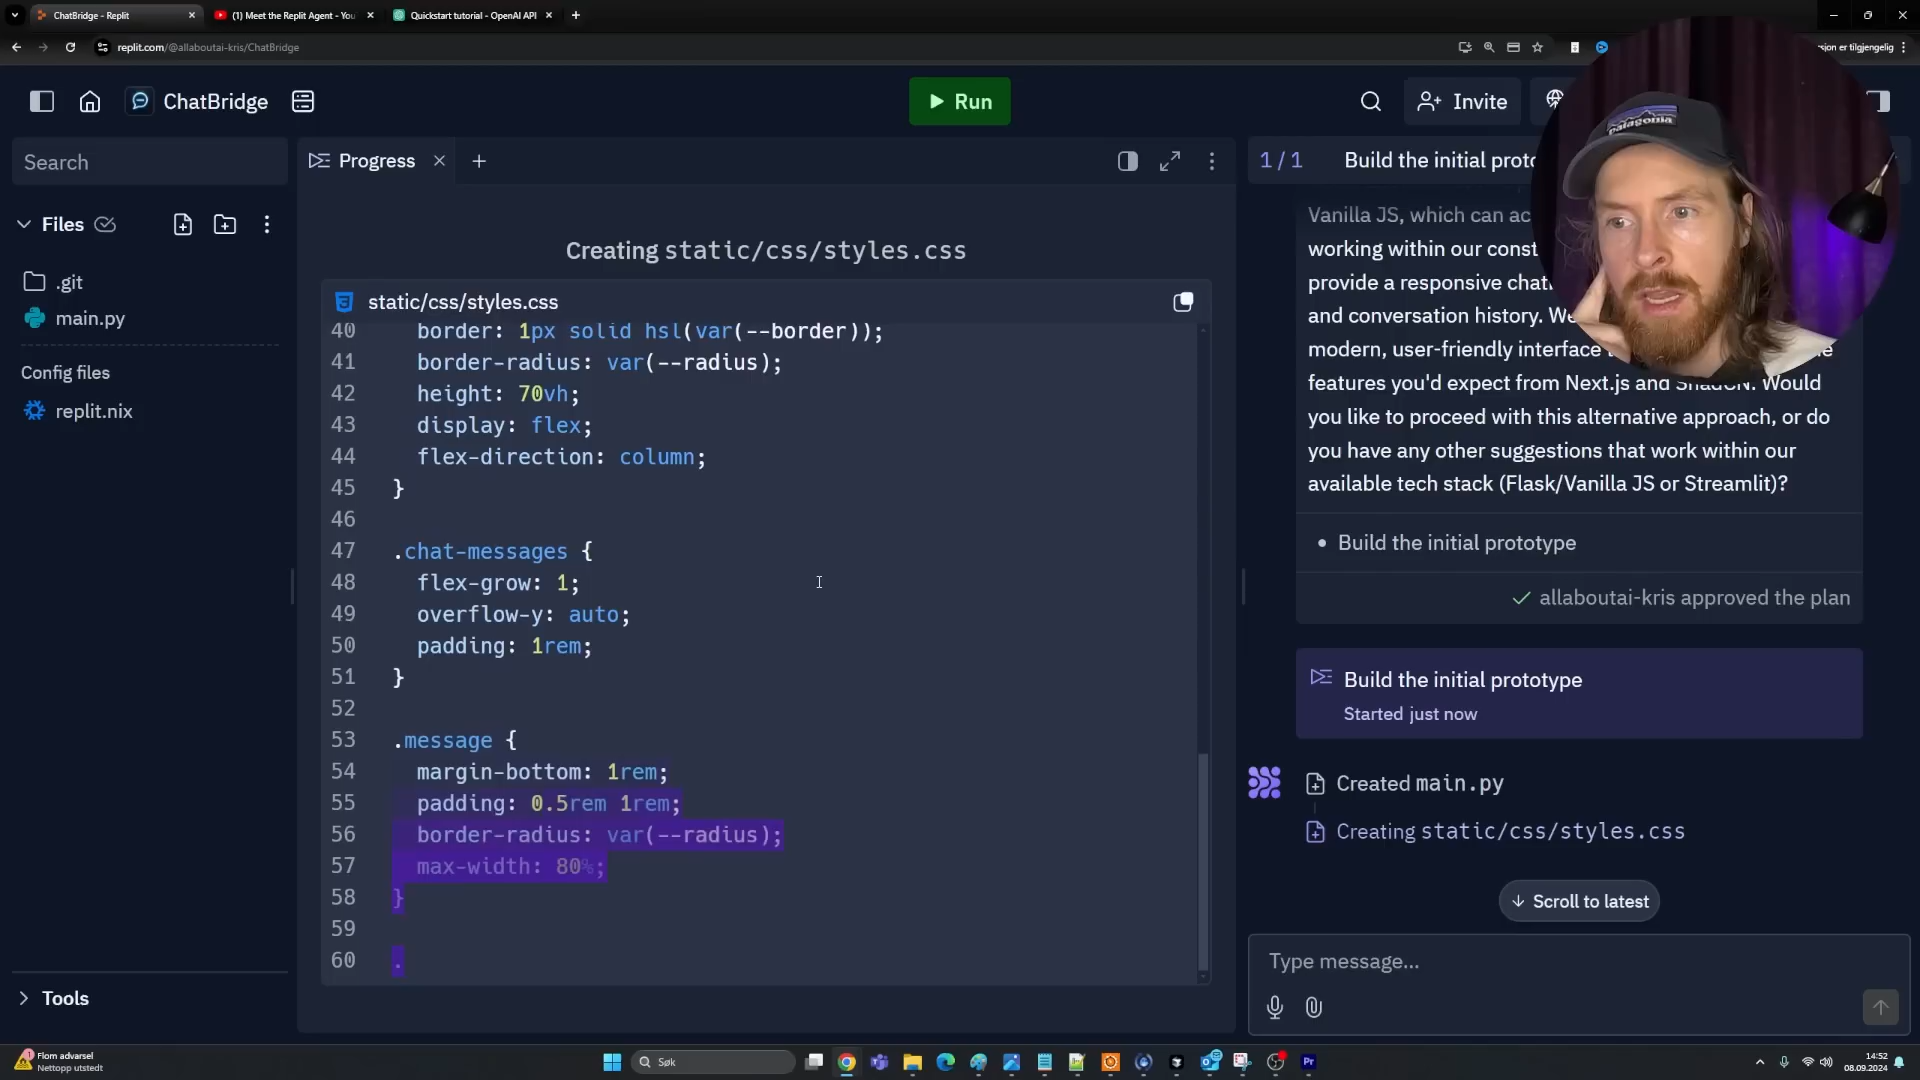 ChatBridge - Replit
(1) Meet the Replit Agent - You
Quickstart tutorial - OpenAI API
replit.com/@allaboutai-kris/ChatBridge
sjon er tilgjengelig
ChatBridge
Run
Invite
Search
Files
.git
main.py
Config files
replit.nix
Tools
Progress
Creating static/css/styles.css
static/css/styles.css
40 border: 1px solid hsl(var(--border));
41 border-radius: var(--radius);
42 height: 70vh;
43 display: flex;
44 flex-direction: column;
45 }
46
47 .chat-messages {
48 flex-grow: 1;
49 overflow-y: auto;
50 padding: 1rem;
51 }
52
53 .message {
54 margin-bottom: 1rem;
55 padding: 0.5rem 1rem;
56 border-radius: var(--radius);
57 max-width: 80%;
58 }
59
60 .
1 / 1 Build the initial proto
Vanilla JS, which can ac
working within our const
provide a responsive chat
and conversation history. We
modern, user-friendly interface
features you'd expect from Next.js and ShadCN. Would
you like to proceed with this alternative approach, or do
you have any other suggestions that work within our
available tech stack (Flask/Vanilla JS or Streamlit)?
• Build the initial prototype
allaboutai-kris approved the plan
Build the initial prototype
Started just now
Created main.py
Creating static/css/styles.css
Scroll to latest
Type message...
patagonia
Flom advarsel
Nettopp utstedt
Søk
14:52
08.09.2024